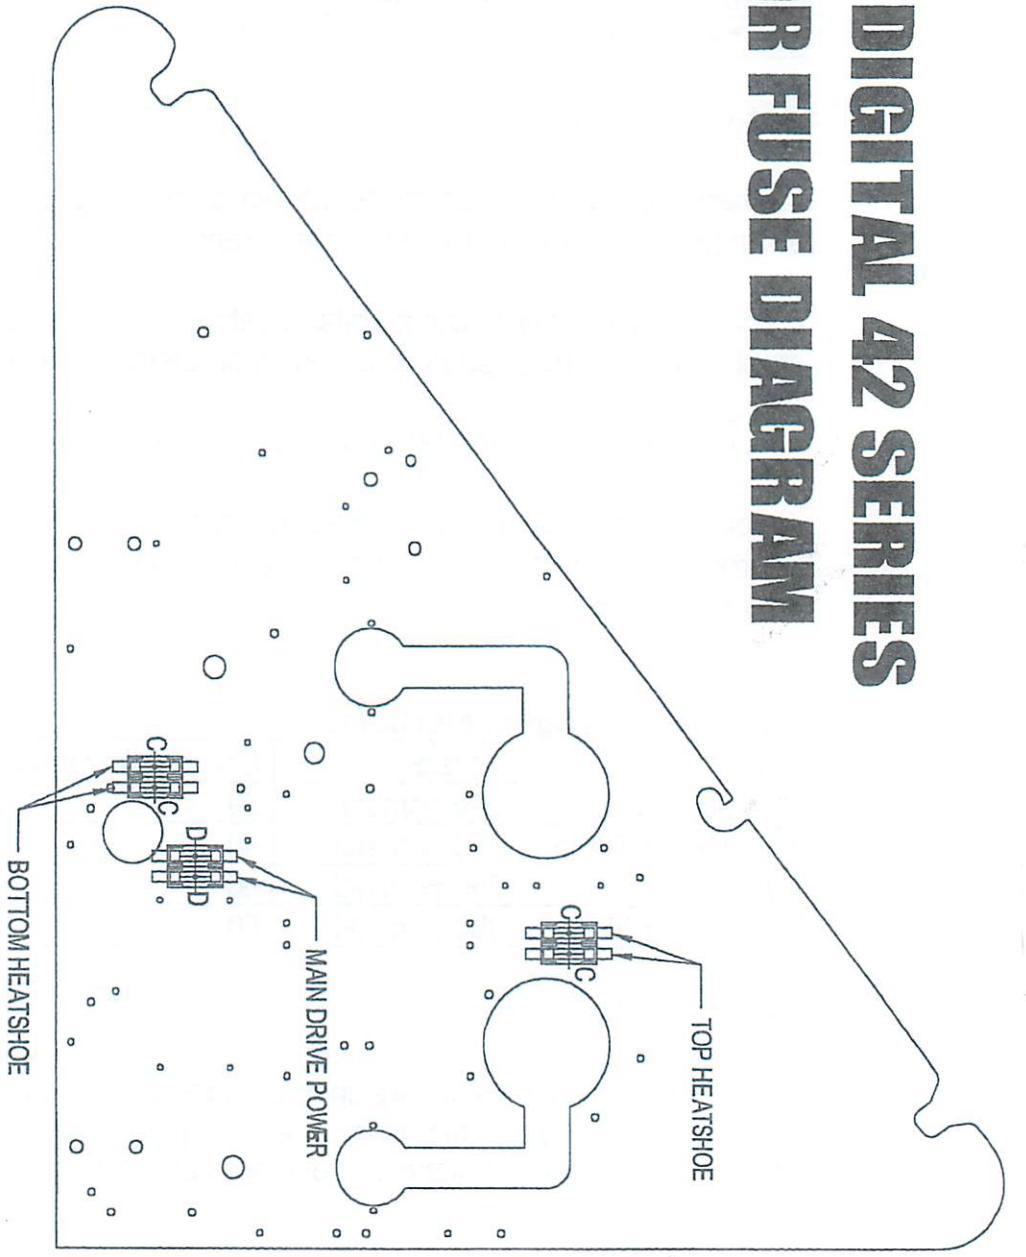 DIGITAL 42 SERIES
R FUSE DIAGRAM
TOP HEATSHOE
C
C
MAIN DRIVE POWER
D
D
C
C
BOTTOM HEATSHOE